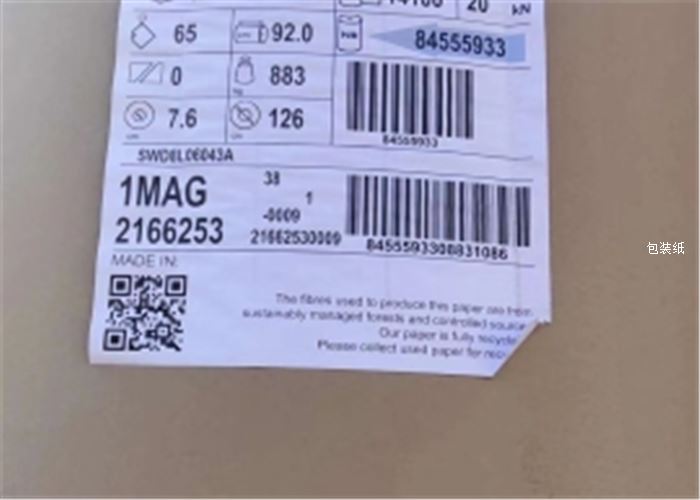 20 kN
65 92.0 84555933
0 883
7.6 126
84555933
SWD8L06043A
1MAG
38
1
2166253
-0009
21662530009
8455593300831086
MADE IN:
The fibres used to produce this paper are from
sustainably managed forests and controlled source
Our paper is fully recycle
Please collect used paper for rec
包装纸